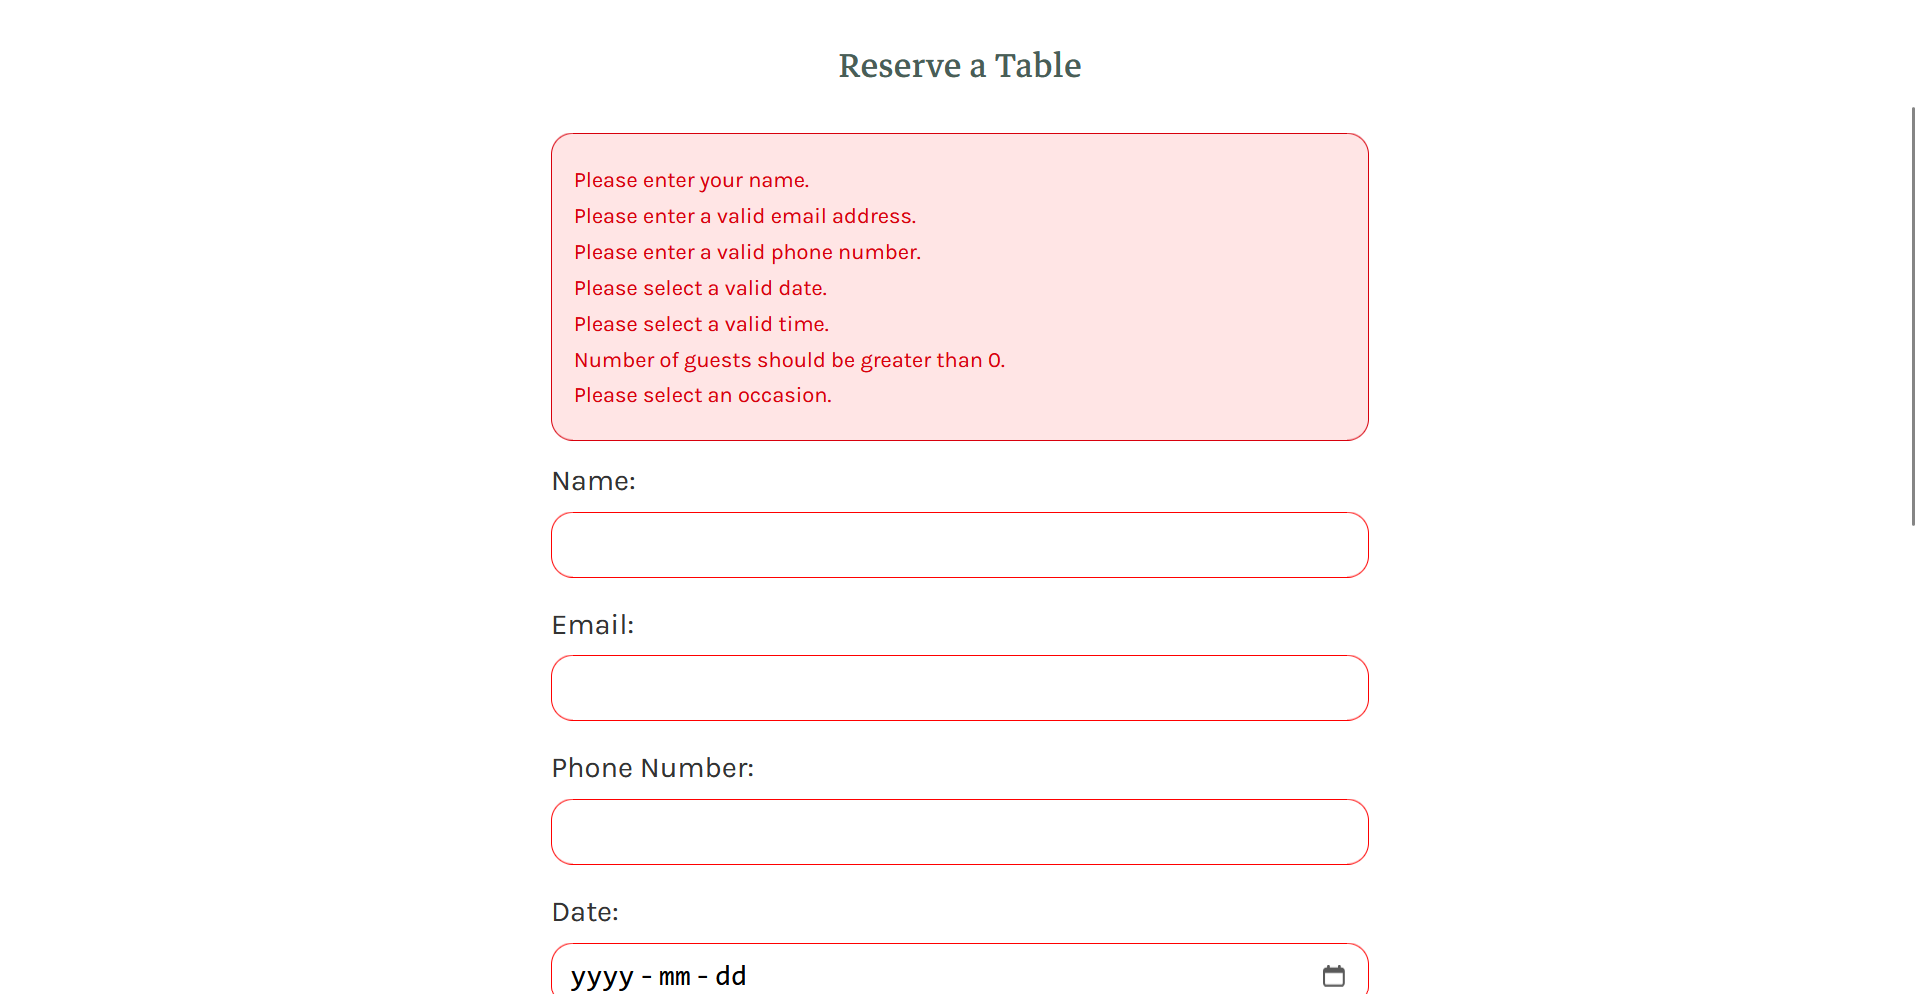 Reserve a Table
Please enter your name.
Please enter a valid email address.
Please enter a valid phone number.
Please select a valid date.
Please select a valid time.
Number of guests should be greater than 0.
Please select an occasion.
Name:
Email:
Phone Number:
Date:
yyyy - mm - dd